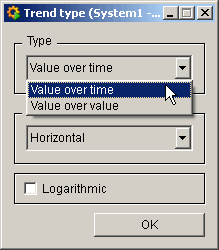 Trend type (System1 -...
Type
Value over time
Value over time
Value over value
Horizontal
Logarithmic
OK